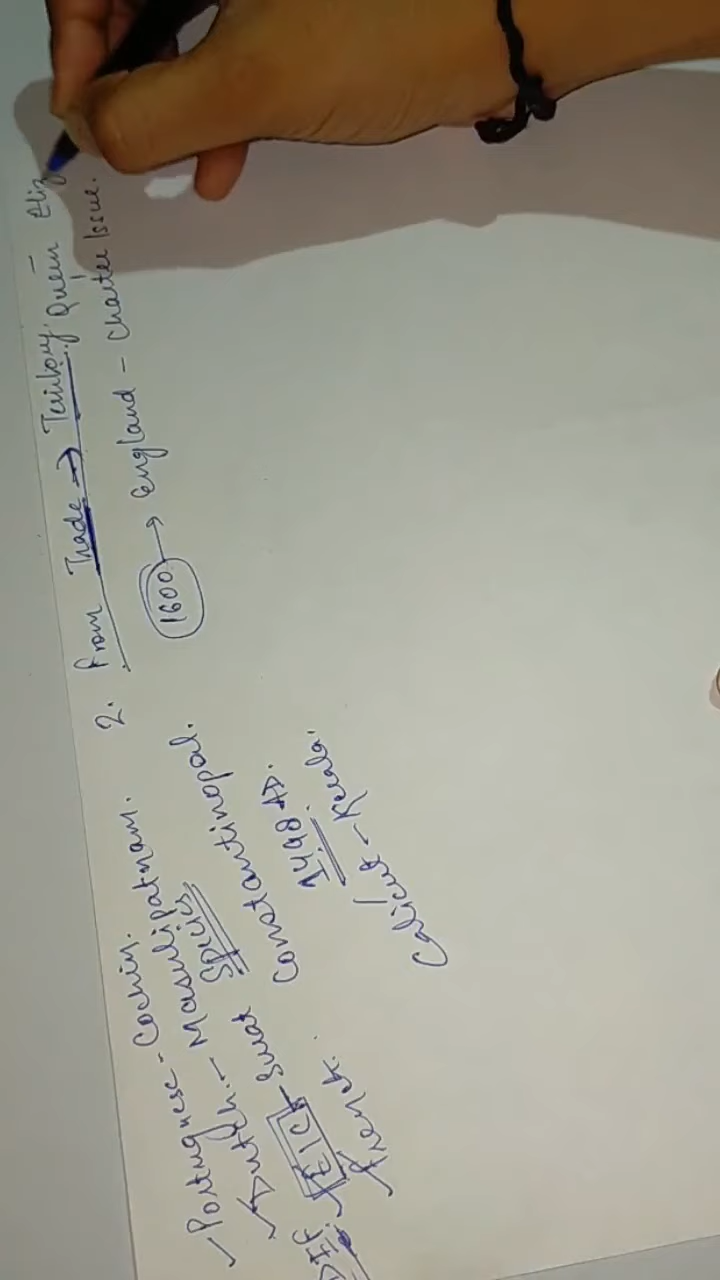 Portuguese - Cochin.
Dutch. - Masulipatnam.
Spices
EIC - Surat
Constantinopal.
French.
1498 AD.
Calicut - Kerala.
2. From Trade → Territory. Queen Eliz
1600 → England - Charter Issue.